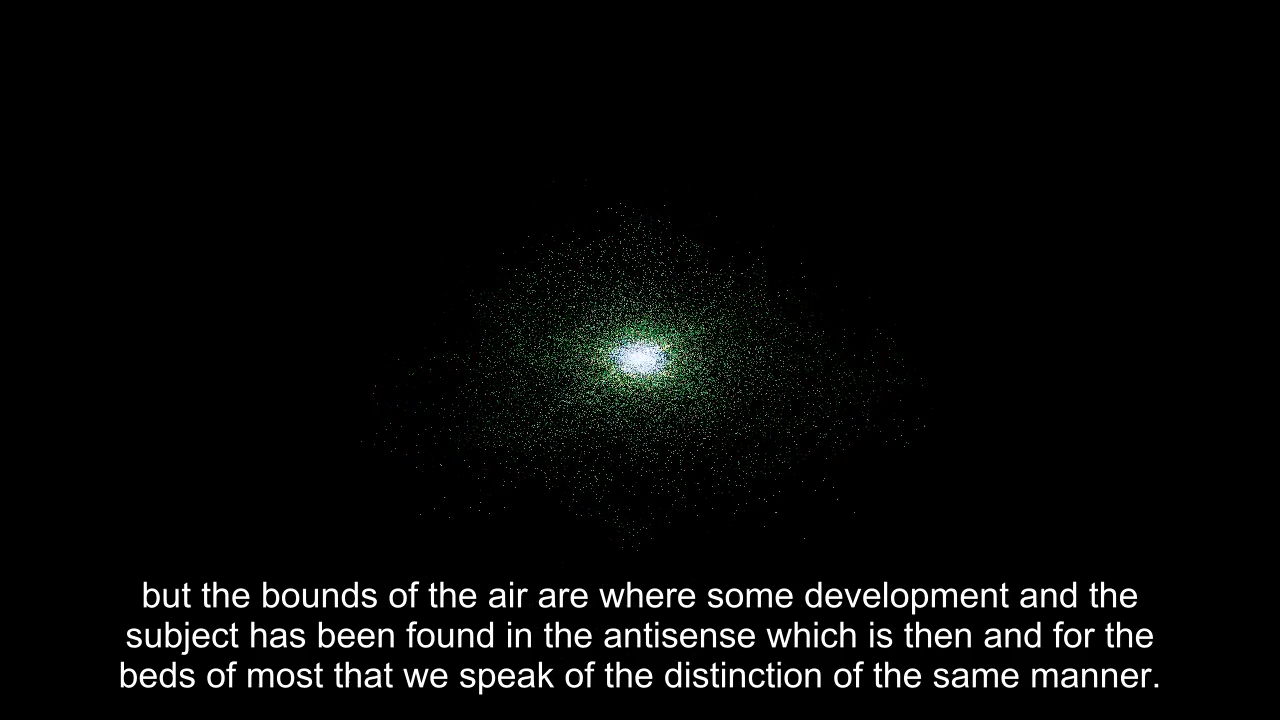 but the bounds of the air are where some development and the
subject has been found in the antisense which is then and for the
beds of most that we speak of the distinction of the same manner.